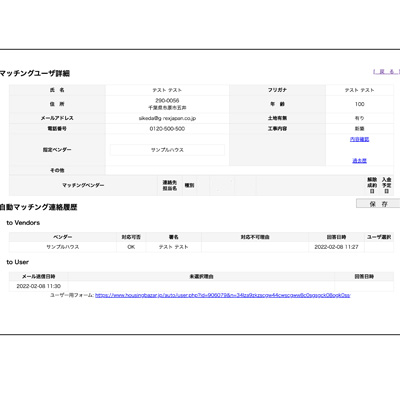 マッチングユーザ詳細
[ 戻 る ]
氏 名 テスト テスト フリガナ テスト テスト
住 所 290-0056 千葉県市原市五井 年 齢 100
メールアドレス sikeda@g-rexjapan.co.jp 土地有無 有り
電話番号 0120-500-500 工事内容 新築
指定ベンダー サンプルハウス 内容確認
過去歴
その他
マッチングベンダー 連絡先担当名 種別 解除成約日 入金予定日
保 存
自動マッチング連絡履歴
to Vendors
ベンダー 対応可否 署名 対応不可理由 回答日時 ユーザ選択
サンプルハウス OK テスト テスト 2022-02-08 11:27
to User
メール送信日時 未選択理由 回答日時
2022-02-08 11:30
ユーザー用フォーム: